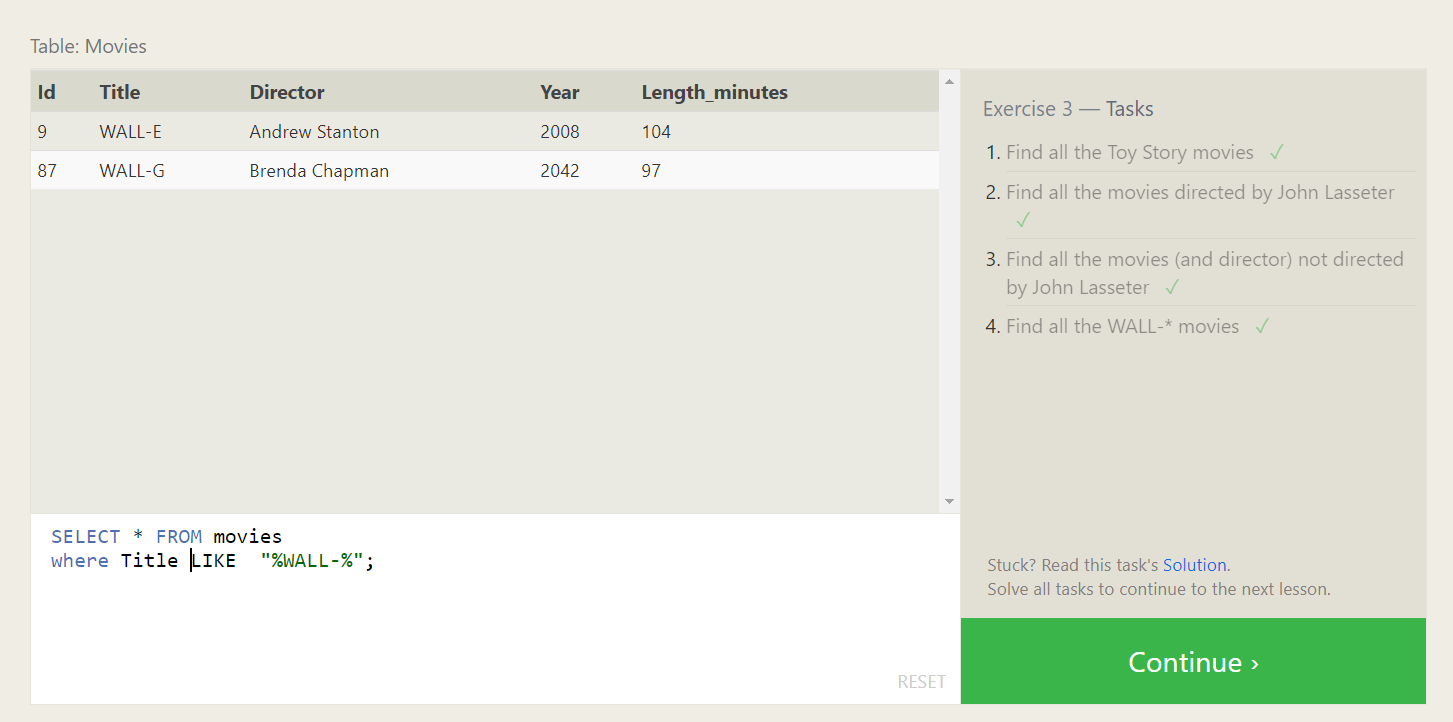 Table: Movies
Id Title Director Year Length_minutes
9 WALL-E Andrew Stanton 2008 104
87 WALL-G Brenda Chapman 2042 97
SELECT * FROM movies
where Title LIKE  "%WALL-%";
RESET
Exercise 3 — Tasks
1. Find all the Toy Story movies ✓
2. Find all the movies directed by John Lasseter
✓
3. Find all the movies (and director) not directed
by John Lasseter ✓
4. Find all the WALL-* movies ✓
Stuck? Read this task's Solution.
Solve all tasks to continue to the next lesson.
Continue ›